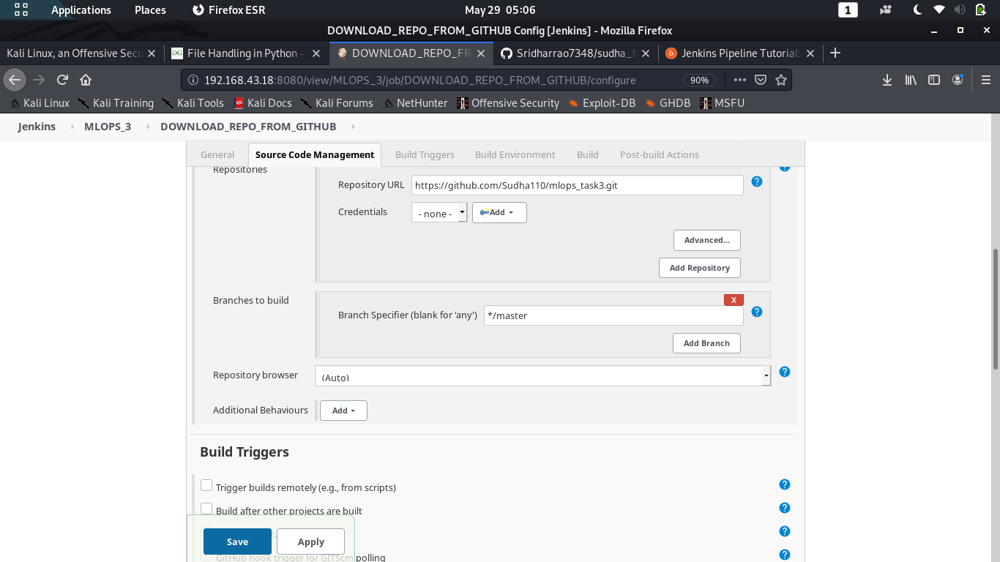 Applications Places Firefox ESR May 29 05:06 1
DOWNLOAD_REPO_FROM_GITHUB Config [Jenkins] - Mozilla Firefox
Kali Linux, an Offensive Secu File Handling in Python - DOWNLOAD_REPO_FR Sridharrao7348/sudha_t Jenkins Pipeline Tutorial:
192.168.43.18:8080/view/MLOPS_3/job/DOWNLOAD_REPO_FROM_GITHUB/configure 90%
Kali Linux Kali Training Kali Tools Kali Docs Kali Forums NetHunter Offensive Security Exploit-DB GHDB MSFU
Jenkins MLOPS_3 DOWNLOAD_REPO_FROM_GITHUB
General Source Code Management Build Triggers Build Environment Build Post-build Actions
Repositories
Repository URL https://github.com/Sudha110/mlops_task3.git
Credentials - none - Add
Advanced...
Add Repository
Branches to build
X
Branch Specifier (blank for 'any') */master
Add Branch
Repository browser (Auto)
Additional Behaviours Add
Build Triggers
Trigger builds remotely (e.g., from scripts)
Build after other projects are built
Save Apply
GitHub hook trigger for GITScm polling